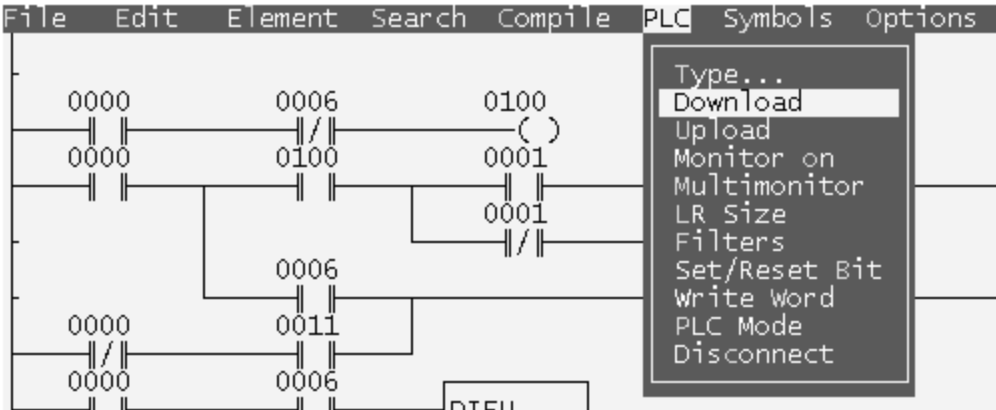 File Edit Element Search Compile PLC Symbols Options
Type...
Download
Upload
Monitor on
Multimonitor
LR Size
Filters
Set/Reset Bit
Write Word
PLC Mode
Disconnect
0000 0006 0100
0000 0100 0001
0001
0006
0000 0011
0000 0006
DIFU